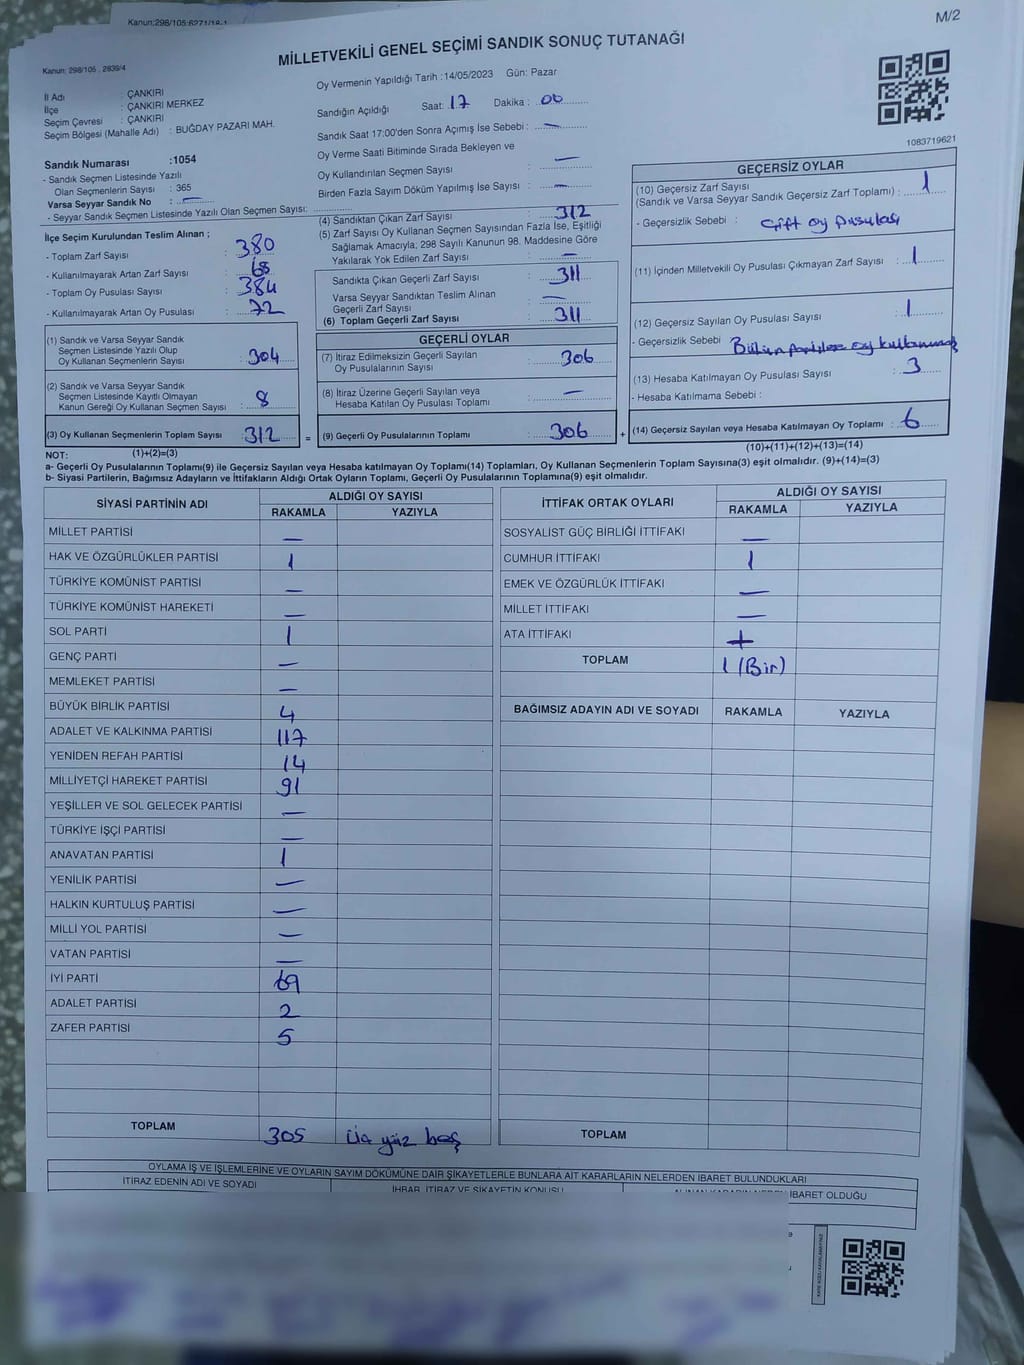 Kanun:298/105:6271/18-1
M/2
MİLLETVEKİLİ GENEL SEÇİMİ SANDIK SONUÇ TUTANAĞI
Kanun: 298/105 , 2839/4
İl Adı : ÇANKIRI
İlçe : ÇANKIRI MERKEZ
Seçim Çevresi : ÇANKIRI
Seçim Bölgesi (Mahalle Adı) : BUĞDAY PAZARI MAH.
Sandık Numarası :1054
- Sandık Seçmen Listesinde Yazılı
Olan Seçmenlerin Sayısı : 365
Varsa Seyyar Sandık No : —
- Seyyar Sandık Seçmen Listesinde Yazılı Olan Seçmen Sayısı:
İlçe Seçim Kurulundan Teslim Alınan ;
- Toplam Zarf Sayısı : 380
- Kullanılmayarak Artan Zarf Sayısı : 68
- Toplam Oy Pusulası Sayısı : 384
- Kullanılmayarak Artan Oy Pusulası : 72
Oy Vermenin Yapıldığı Tarih :14/05/2023 Gün: Pazar
Sandığın Açıldığı Saat: 17 Dakika : 00
Sandık Saat 17:00'den Sonra Açımış İse Sebebi : —
Oy Verme Saati Bitiminde Sırada Bekleyen ve
Oy Kullandırılan Seçmen Sayısı —
Birden Fazla Sayım Döküm Yapılmış İse Sayısı : —
(4) Sandıktan Çıkan Zarf Sayısı : 312
(5) Zarf Sayısı Oy Kullanan Seçmen Sayısından Fazla İse, Eşitliği
Sağlamak Amacıyla; 298 Sayılı Kanunun 98. Maddesine Göre
Yakılarak Yok Edilen Zarf Sayısı : —
Sandıkta Çıkan Geçerli Zarf Sayısı : 311
Varsa Seyyar Sandıktan Teslim Alınan
Geçerli Zarf Sayısı : —
(6) Toplam Geçerli Zarf Sayısı : 311
1083719621
GEÇERSİZ OYLAR
(10) Geçersiz Zarf Sayısı
(Sandık ve Varsa Seyyar Sandık Geçersiz Zarf Toplamı) : 1
- Geçersizlik Sebebi : Çift oy pusulası
(11) İçinden Milletvekili Oy Pusulası Çıkmayan Zarf Sayısı : 1
(12) Geçersiz Sayılan Oy Pusulası Sayısı : 1
- Geçersizlik Sebebi Bütün partilere oy kullanmış
(13) Hesaba Katılmayan Oy Pusulası Sayısı : 3
- Hesaba Katılmama Sebebi :
(14) Geçersiz Sayılan veya Hesaba Katılmayan Oy Toplamı : 6
(10)+(11)+(12)+(13)=(14)
(1) Sandık ve Varsa Seyyar Sandık
Seçmen Listesinde Yazılı Olup
Oy Kullanan Seçmenlerin Sayısı : 304
(2) Sandık ve Varsa Seyyar Sandık
Seçmen Listesinde Kayıtlı Olmayan
Kanun Gereği Oy Kullanan Seçmen Sayısı : 8
(3) Oy Kullanan Seçmenlerin Toplam Sayısı : 312 =
(1)+(2)=(3)
GEÇERLİ OYLAR
(7) İtiraz Edilmeksizin Geçerli Sayılan
Oy Pusulalarının Sayısı : 306
(8) İtiraz Üzerine Geçerli Sayılan veya
Hesaba Katılan Oy Pusulası Toplamı : —
(9) Geçerli Oy Pusulalarının Toplamı : 306 +
NOT:
a- Geçerli Oy Pusulalarının Toplamı(9) ile Geçersiz Sayılan veya Hesaba katılmayan Oy Toplamı(14) Toplamları, Oy Kullanan Seçmenlerin Toplam Sayısına(3) eşit olmalıdır. (9)+(14)=(3)
b- Siyasi Partilerin, Bağımsız Adayların ve İttifakların Aldığı Ortak Oyların Toplamı, Geçerli Oy Pusulalarının Toplamına(9) eşit olmalıdır.
SİYASİ PARTİNİN ADI ALDIĞI OY SAYISI
RAKAMLA YAZIYLA
MİLLET PARTİSİ —
HAK VE ÖZGÜRLÜKLER PARTİSİ 1
TÜRKİYE KOMÜNİST PARTİSİ —
TÜRKİYE KOMÜNİST HAREKETİ —
SOL PARTİ 1
GENÇ PARTİ —
MEMLEKET PARTİSİ —
BÜYÜK BİRLİK PARTİSİ 4
ADALET VE KALKINMA PARTİSİ 117
YENİDEN REFAH PARTİSİ 14
MİLLİYETÇİ HAREKET PARTİSİ 91
YEŞİLLER VE SOL GELECEK PARTİSİ —
TÜRKİYE İŞÇİ PARTİSİ —
ANAVATAN PARTİSİ 1
YENİLİK PARTİSİ —
HALKIN KURTULUŞ PARTİSİ —
MİLLİ YOL PARTİSİ —
VATAN PARTİSİ —
İYİ PARTİ 69
ADALET PARTİSİ 2
ZAFER PARTİSİ 5
TOPLAM 305 Üç yüz beş
İTTİFAK ORTAK OYLARI ALDIĞI OY SAYISI
RAKAMLA YAZIYLA
SOSYALİST GÜÇ BİRLİĞİ İTTİFAKI —
CUMHUR İTTİFAKI 1
EMEK VE ÖZGÜRLÜK İTTİFAKI —
MİLLET İTTİFAKI —
ATA İTTİFAKI
TOPLAM 1 (Bir)
BAĞIMSIZ ADAYIN ADI VE SOYADI RAKAMLA YAZIYLA
TOPLAM
OYLAMA İŞ VE İŞLEMLERİNE VE OYLARIN SAYIM DÖKÜMÜNE DAİR ŞİKAYETLERLE BUNLARA AİT KARARLARIN NELERDEN İBARET BULUNDUKLARI
İTİRAZ EDENİN ADI VE SOYADI İHBAR, İTİRAZ VE ŞİKAYETİN KONUSU ALINAN KARARIN NEDEN İBARET OLDUĞU